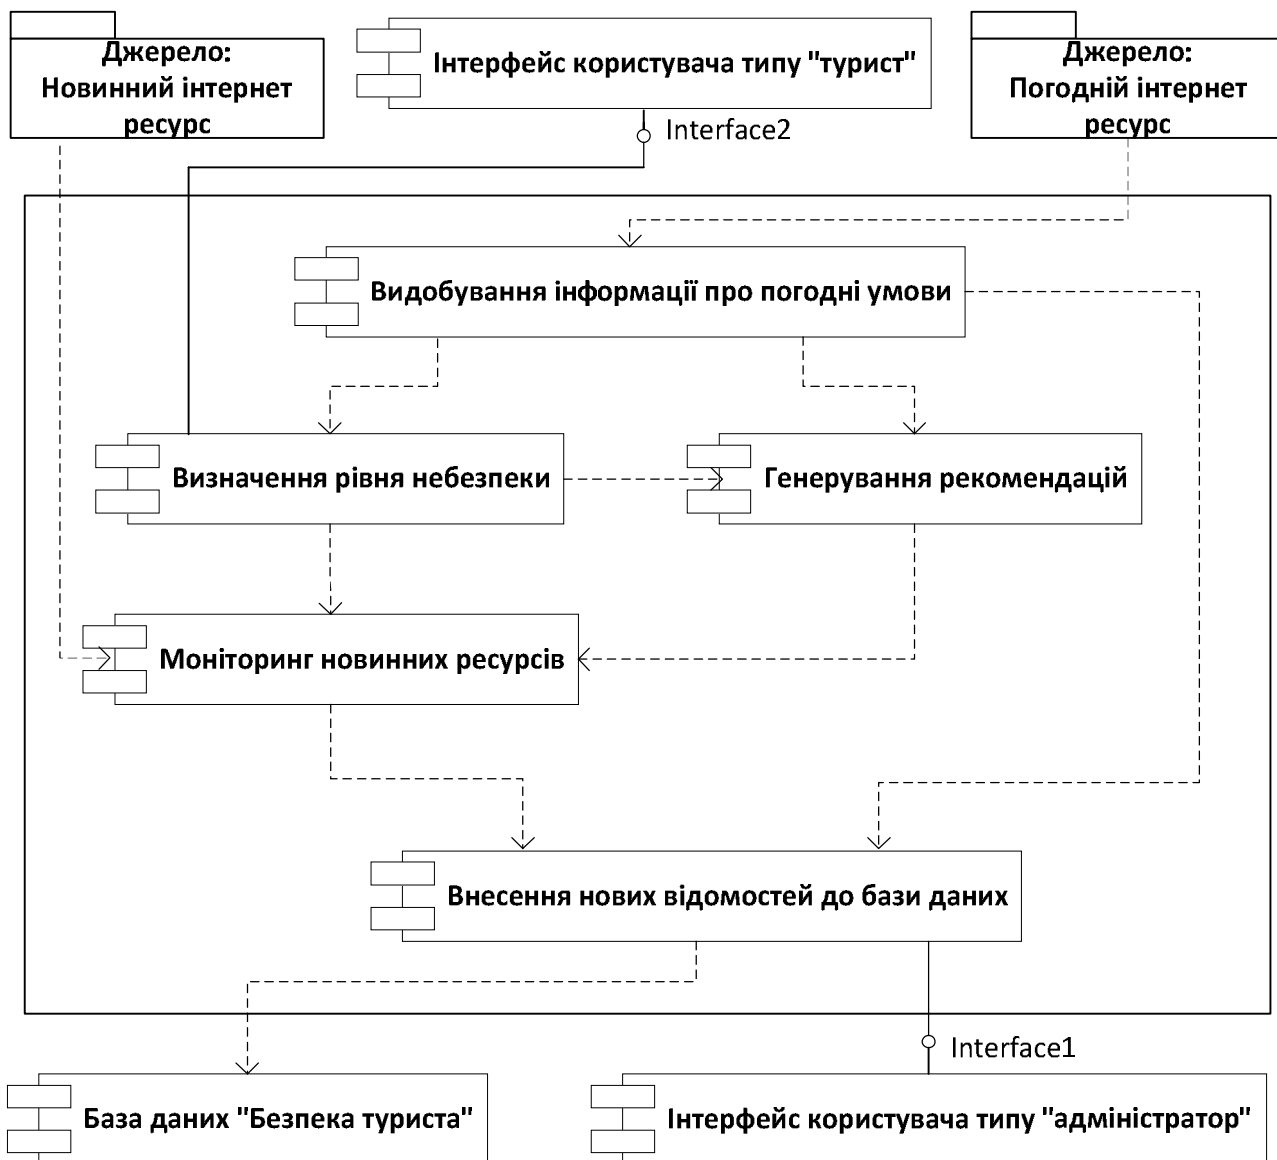 Джерело:
Новинний інтернет
ресурс
Інтерфейс користувача типу "турист"
Джерело:
Погодній інтернет
ресурс
Interface2
Видобування інформації про погодні умови
Визначення рівня небезпеки
Генерування рекомендацій
Моніторинг новинних ресурсів
Внесення нових відомостей до бази даних
Interface1
База даних "Безпека туриста"
Інтерфейс користувача типу "адміністратор"